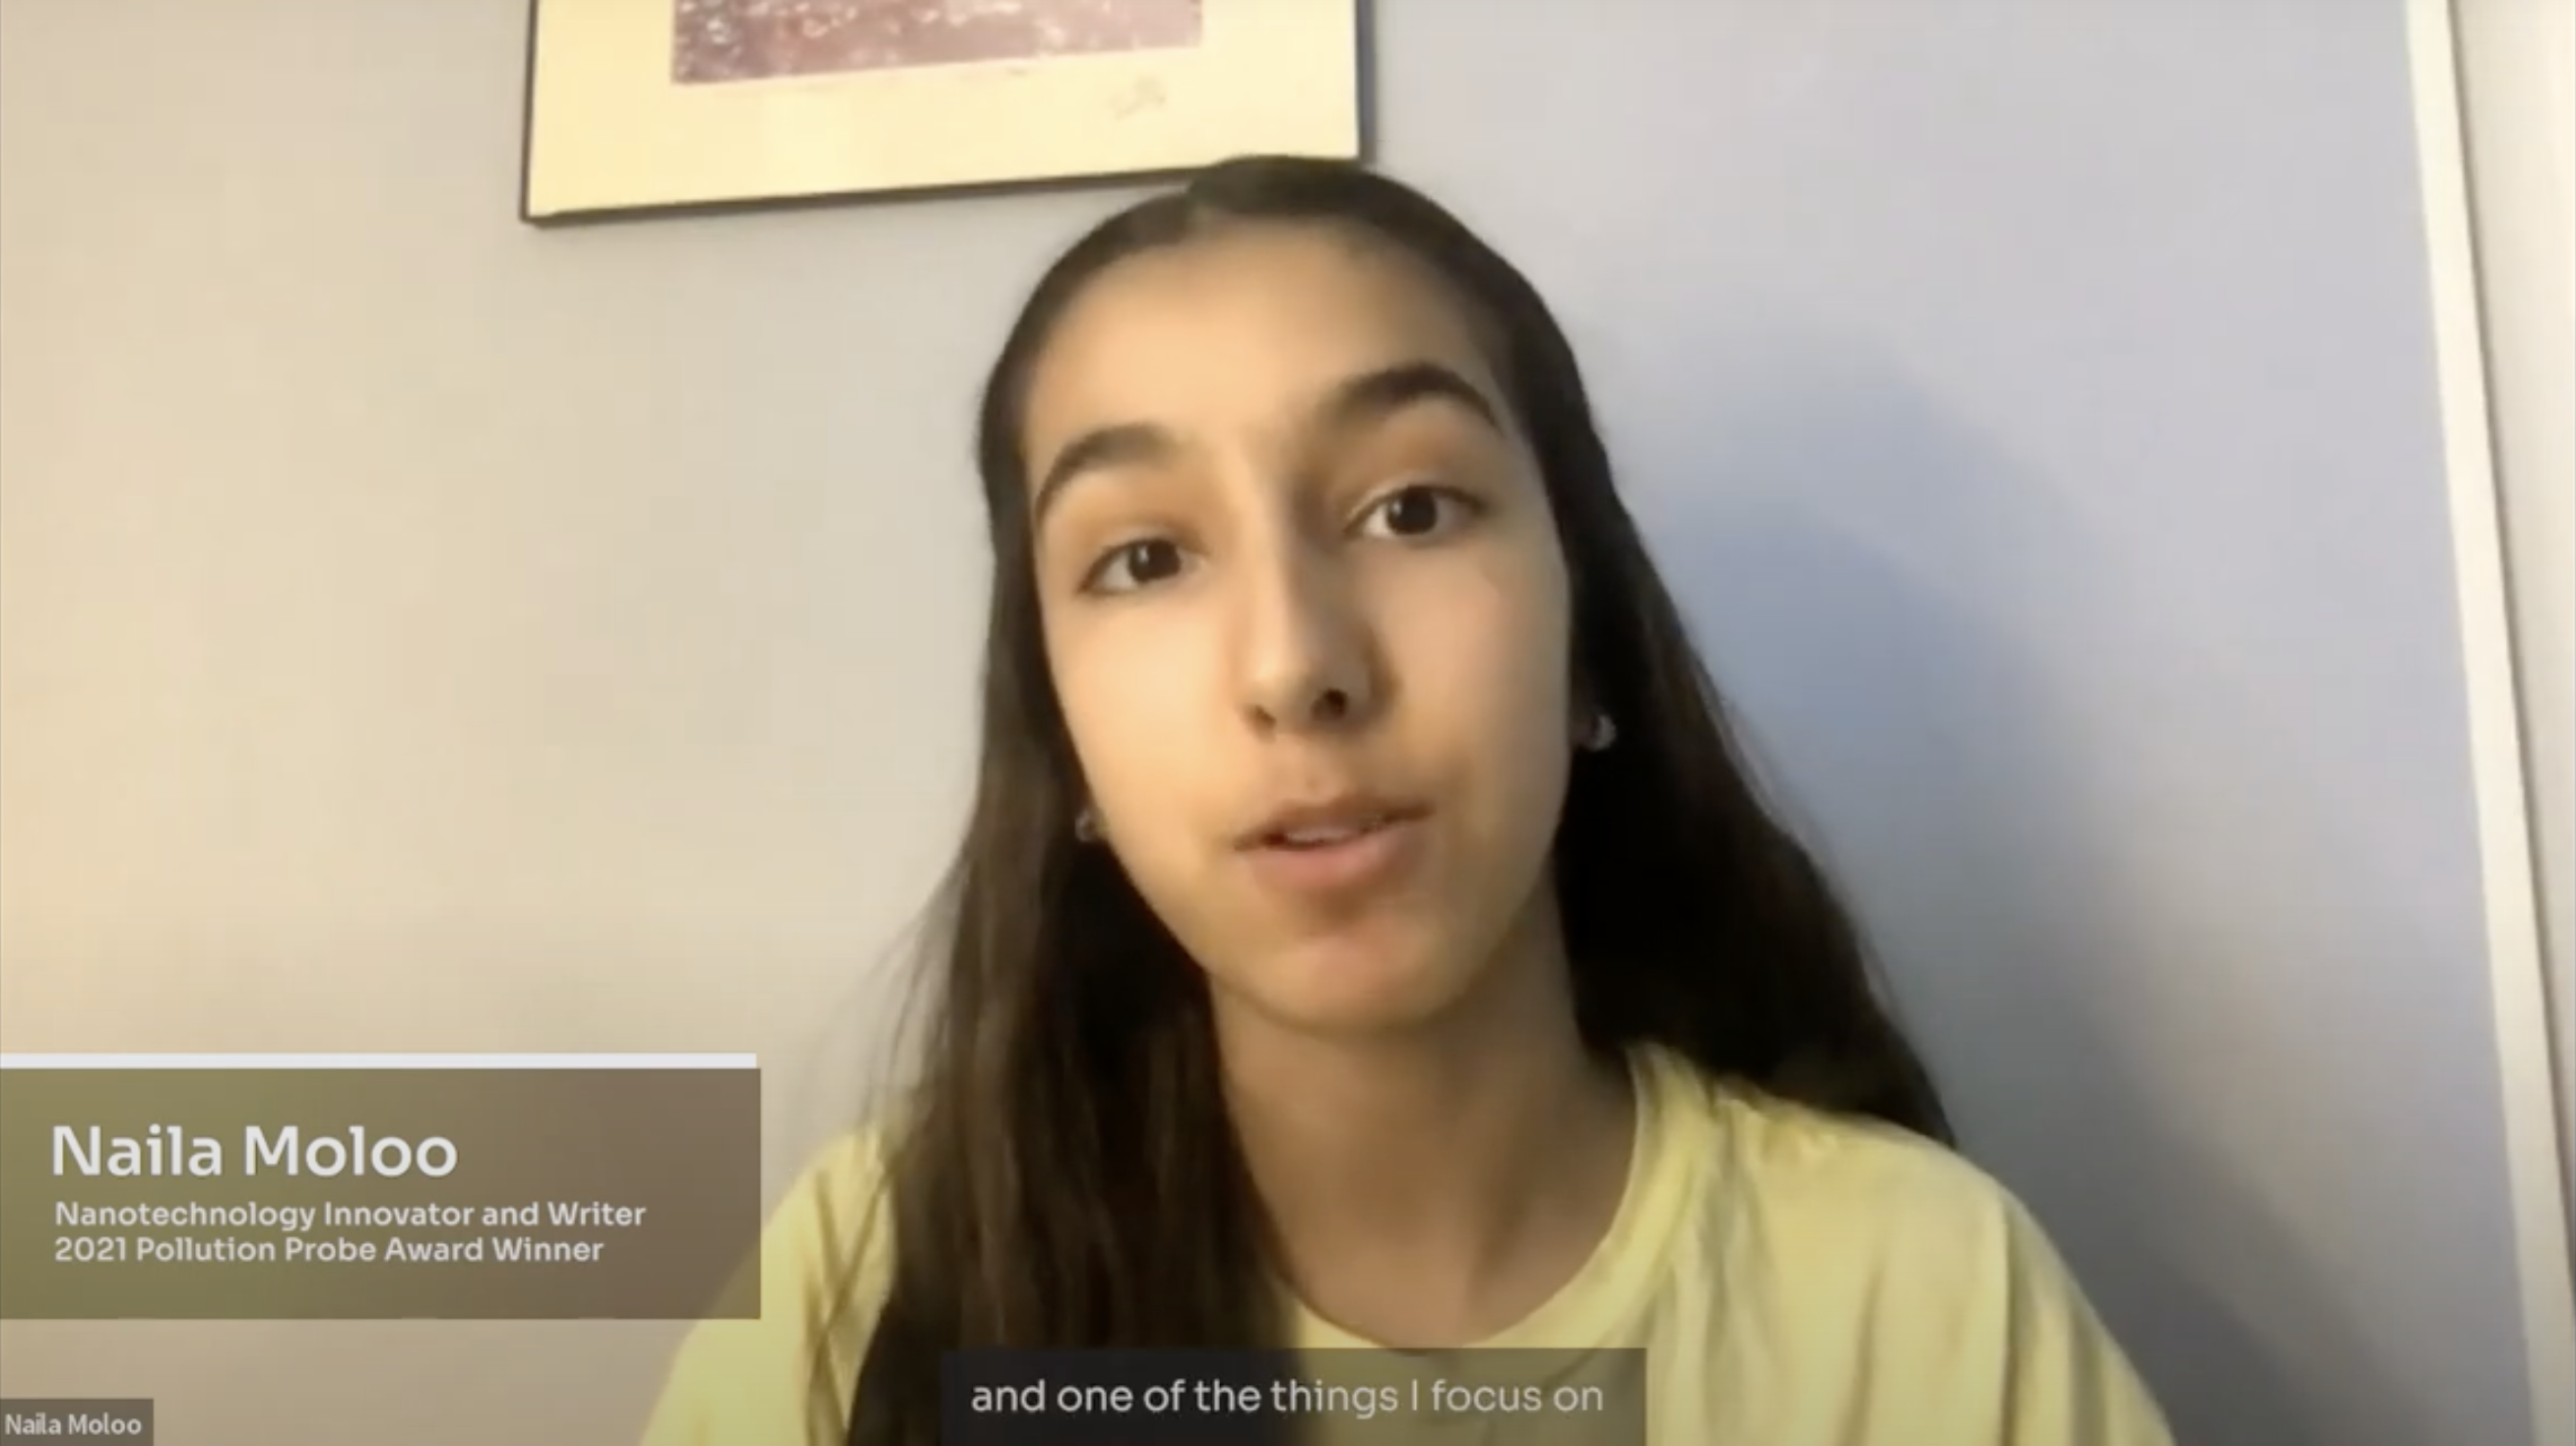 Naila Moloo
Nanotechnology Innovator and Writer
2021 Pollution Probe Award Winner
and one of the things I focus on
Naila Moloo